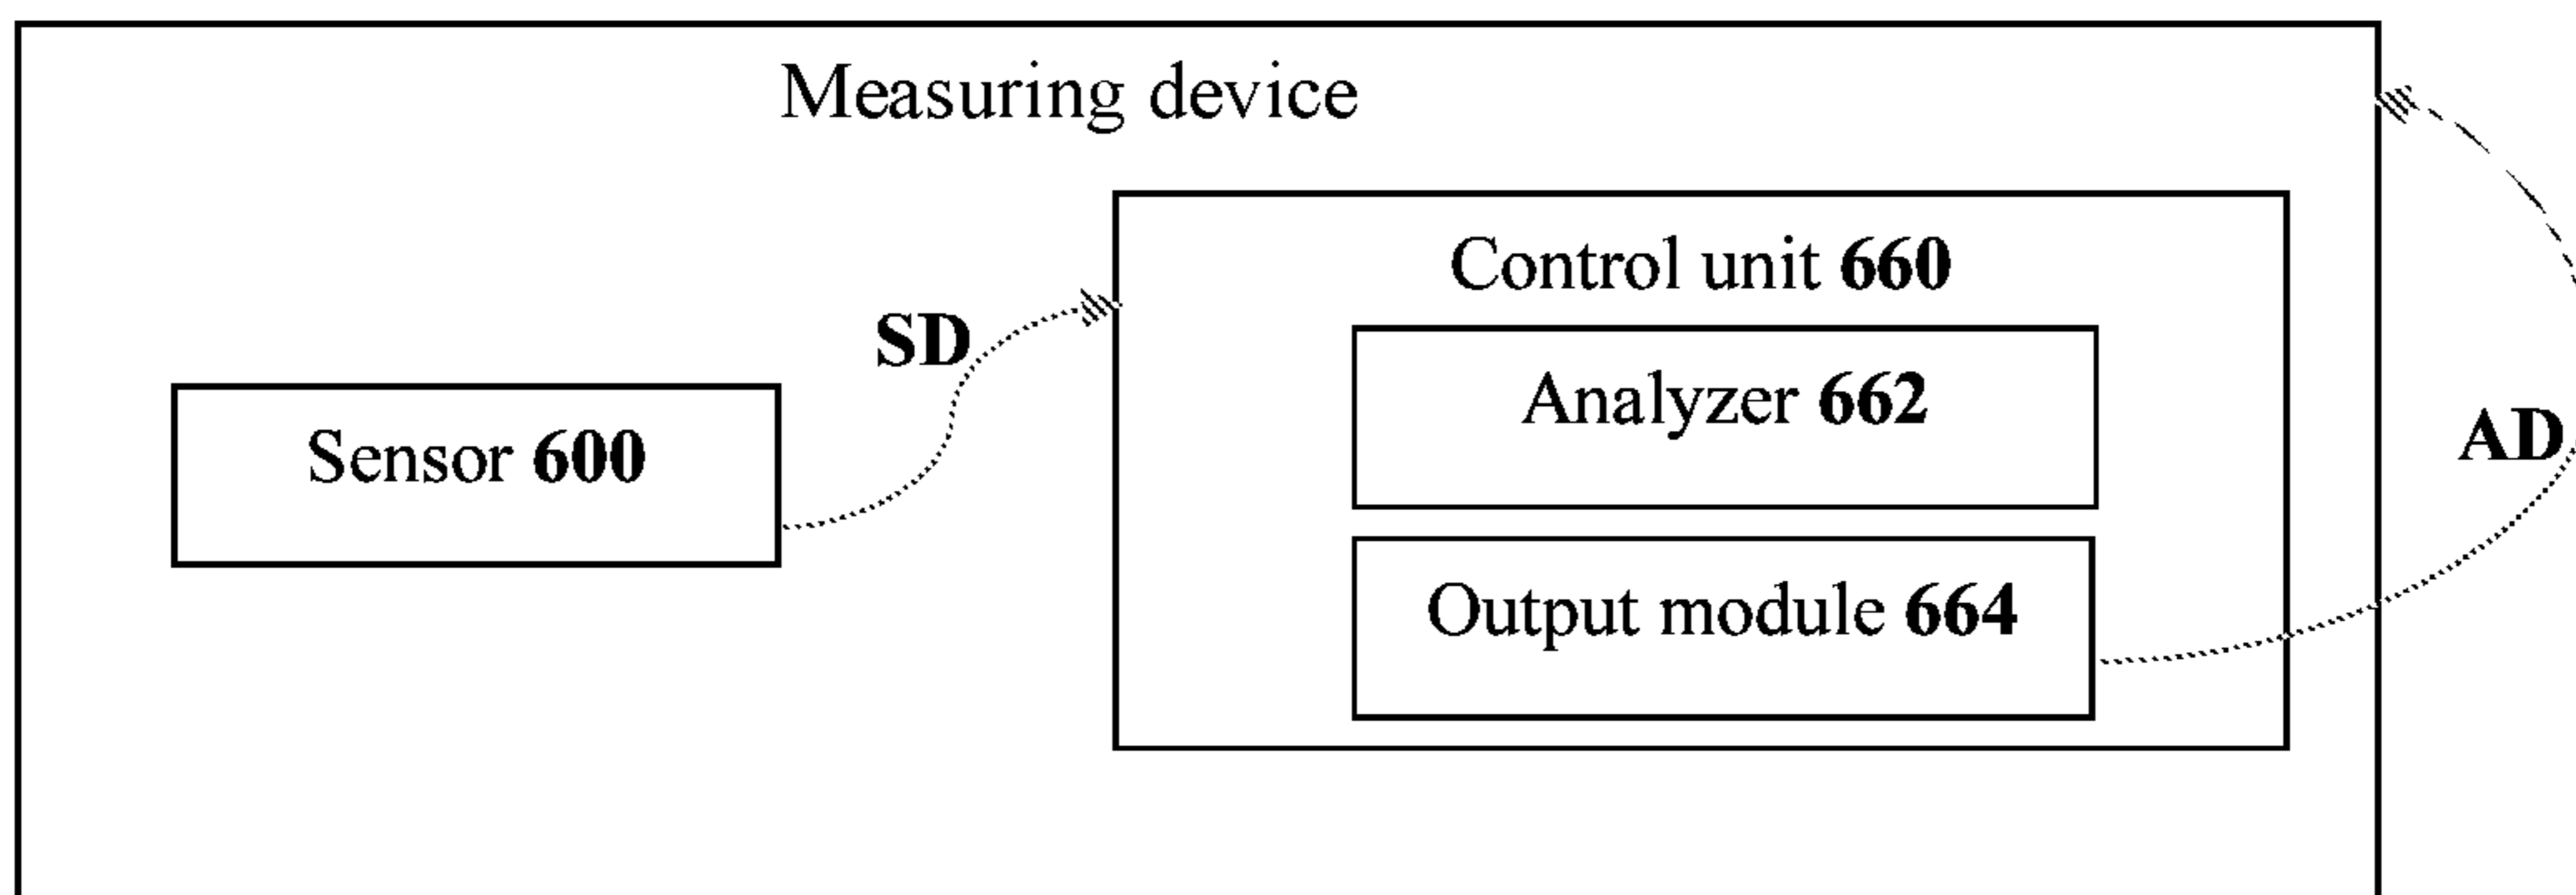 Measuring device
Control unit 660
SD
Analyzer 662
AD
Sensor 600
Output module 664